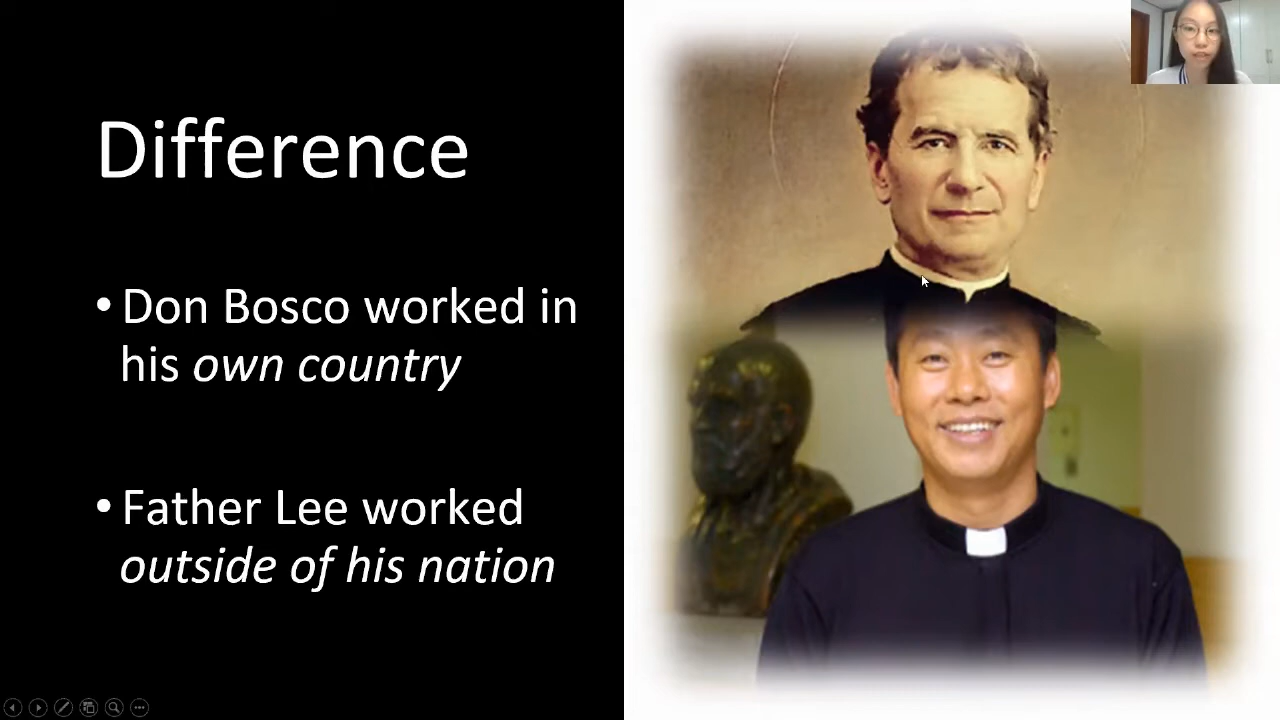 Difference
• Don Bosco worked in
his own country
• Father Lee worked
outside of his nation